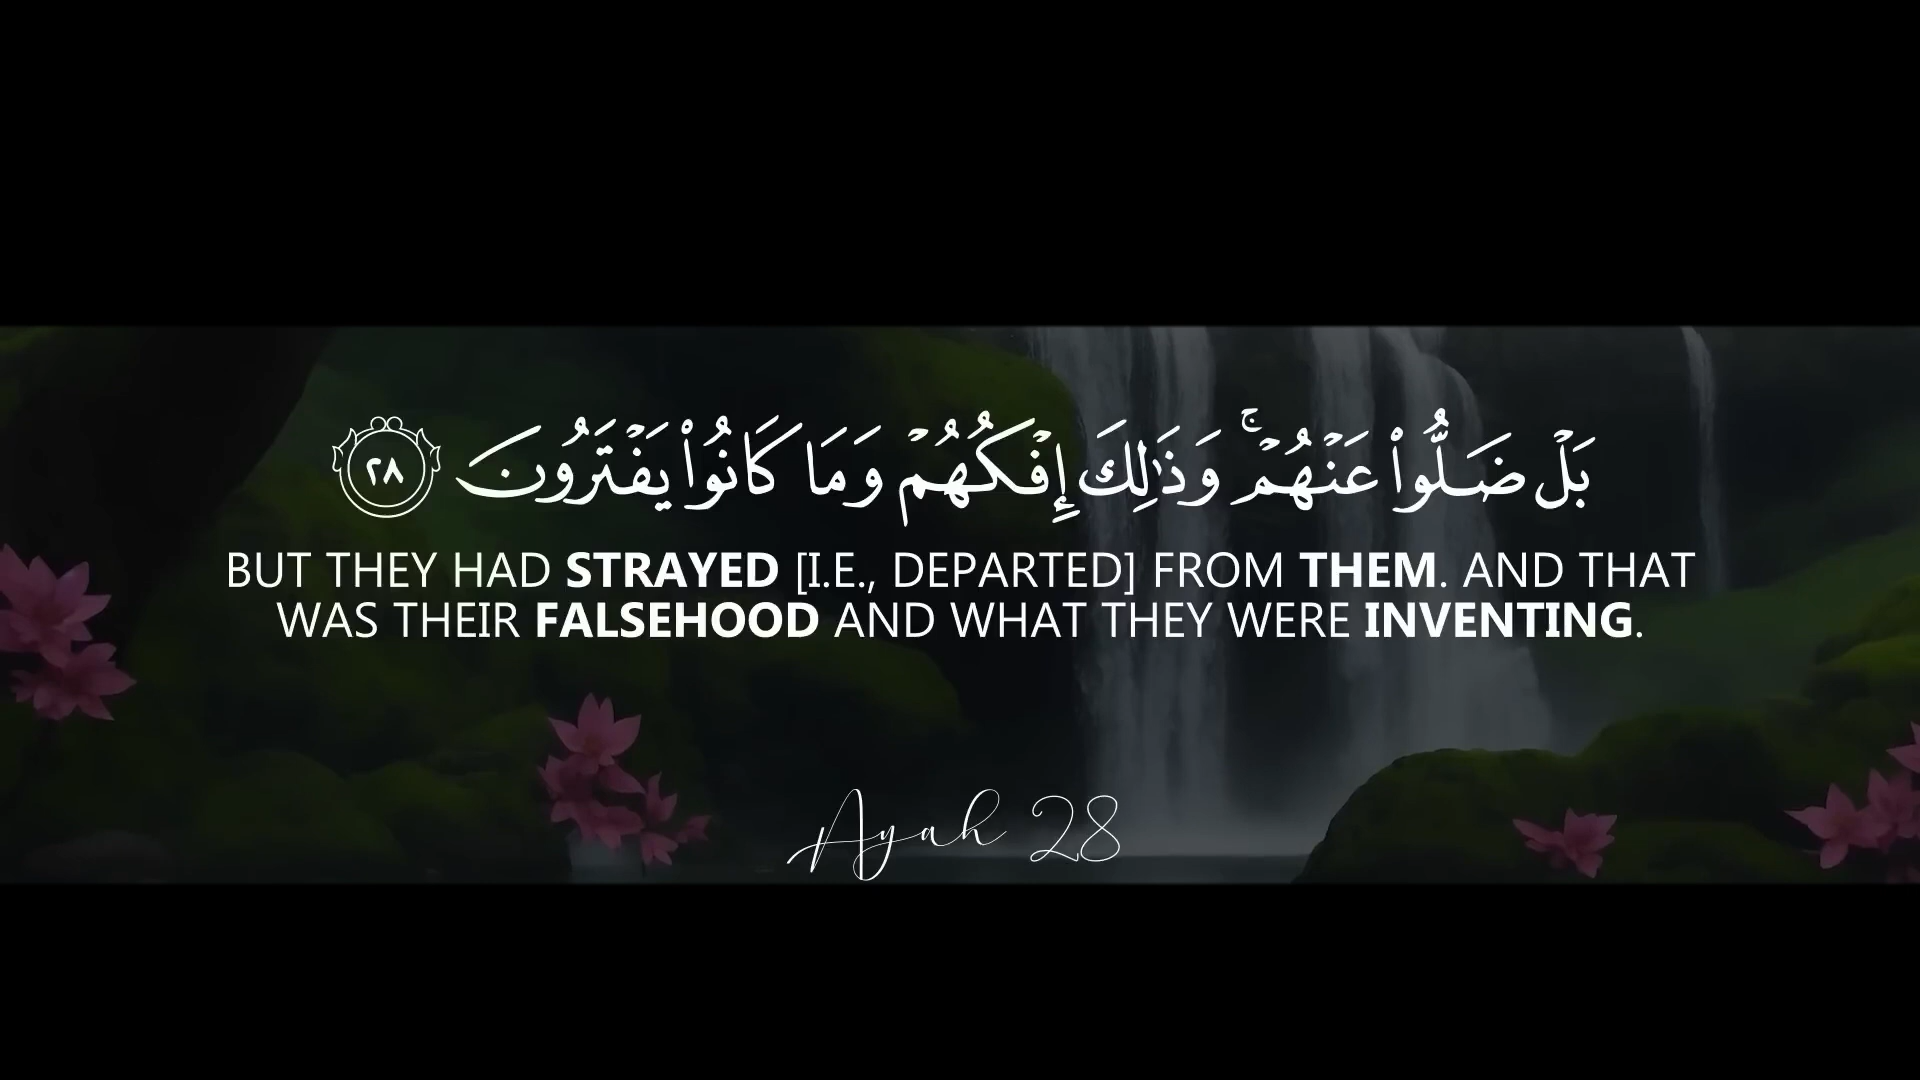 بَلْ ضَلُّوا۟ عَنْهُمْ ۚ وَذَٰلِكَ إِفْكُهُمْ وَمَا كَانُوا۟ يَفْتَرُونَ ٢٨
BUT THEY HAD STRAYED [I.E., DEPARTED] FROM THEM. AND THAT
WAS THEIR FALSEHOOD AND WHAT THEY WERE INVENTING.
Ayah 28